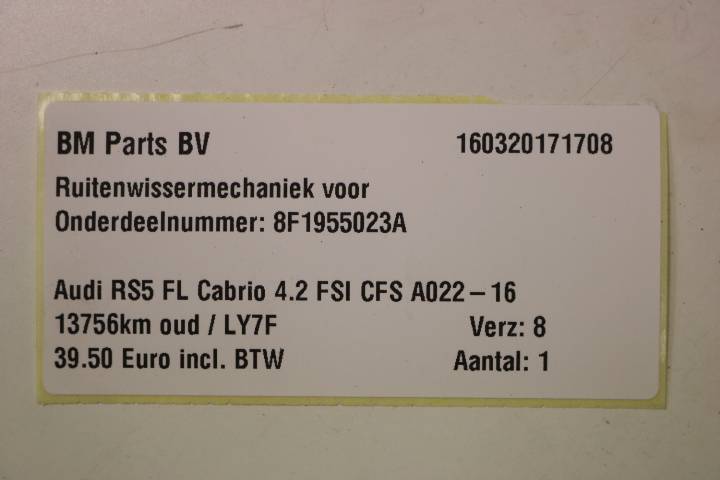 BM Parts BV 160320171708
Ruitenwissermechaniek voor
Onderdeelnummer: 8F1955023A
Audi RS5 FL Cabrio 4.2 FSI CFS A022-16
13756km oud / LY7F Verz: 8
39.50 Euro incl. BTW Aantal: 1